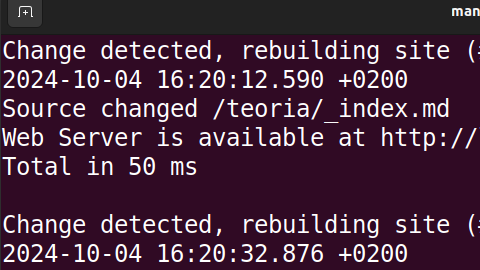 man
Change detected, rebuilding site (
2024-10-04 16:20:12.590 +0200
Source changed /teoria/_index.md
Web Server is available at http://
Total in 50 ms
Change detected, rebuilding site (
2024-10-04 16:20:32.876 +0200